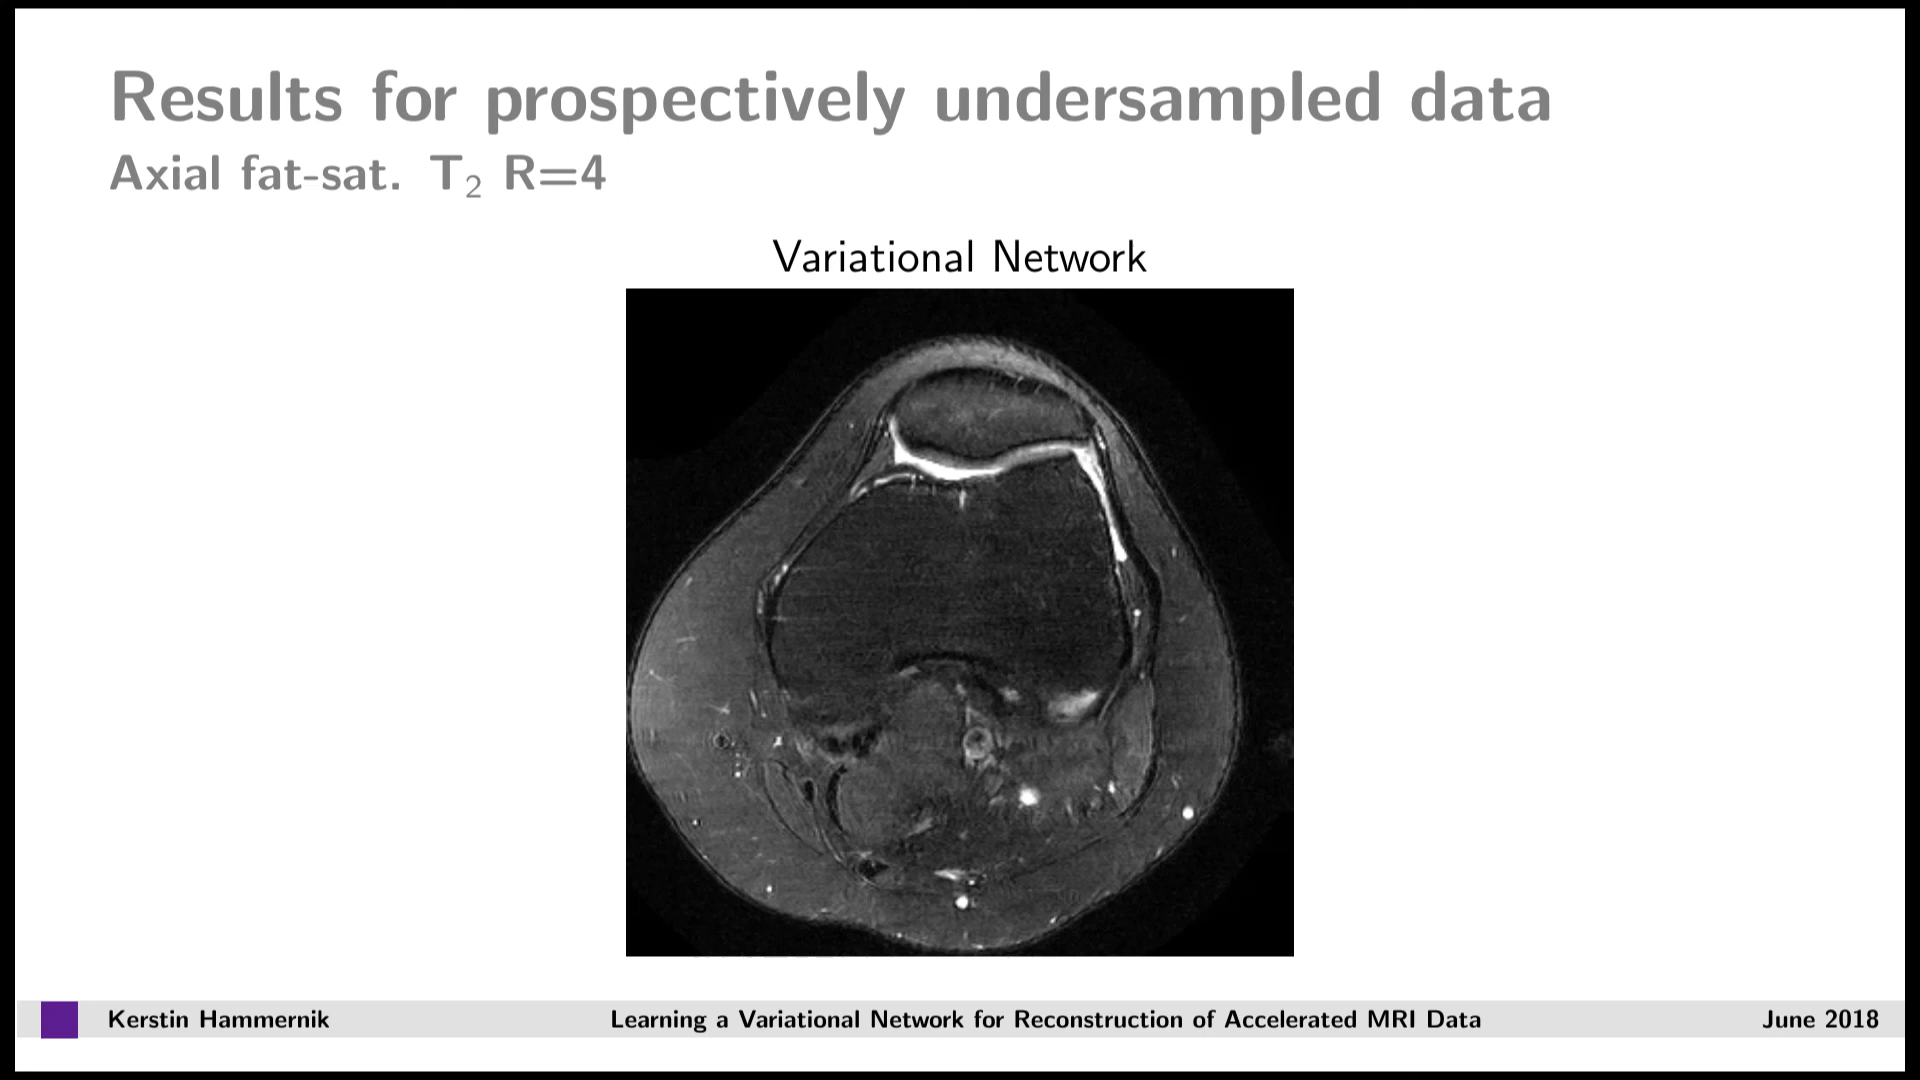 Results for prospectively undersampled data
Axial fat-sat. T₂ R=4
Variational Network
Kerstin Hammernik
Learning a Variational Network for Reconstruction of Accelerated MRI Data
June 2018